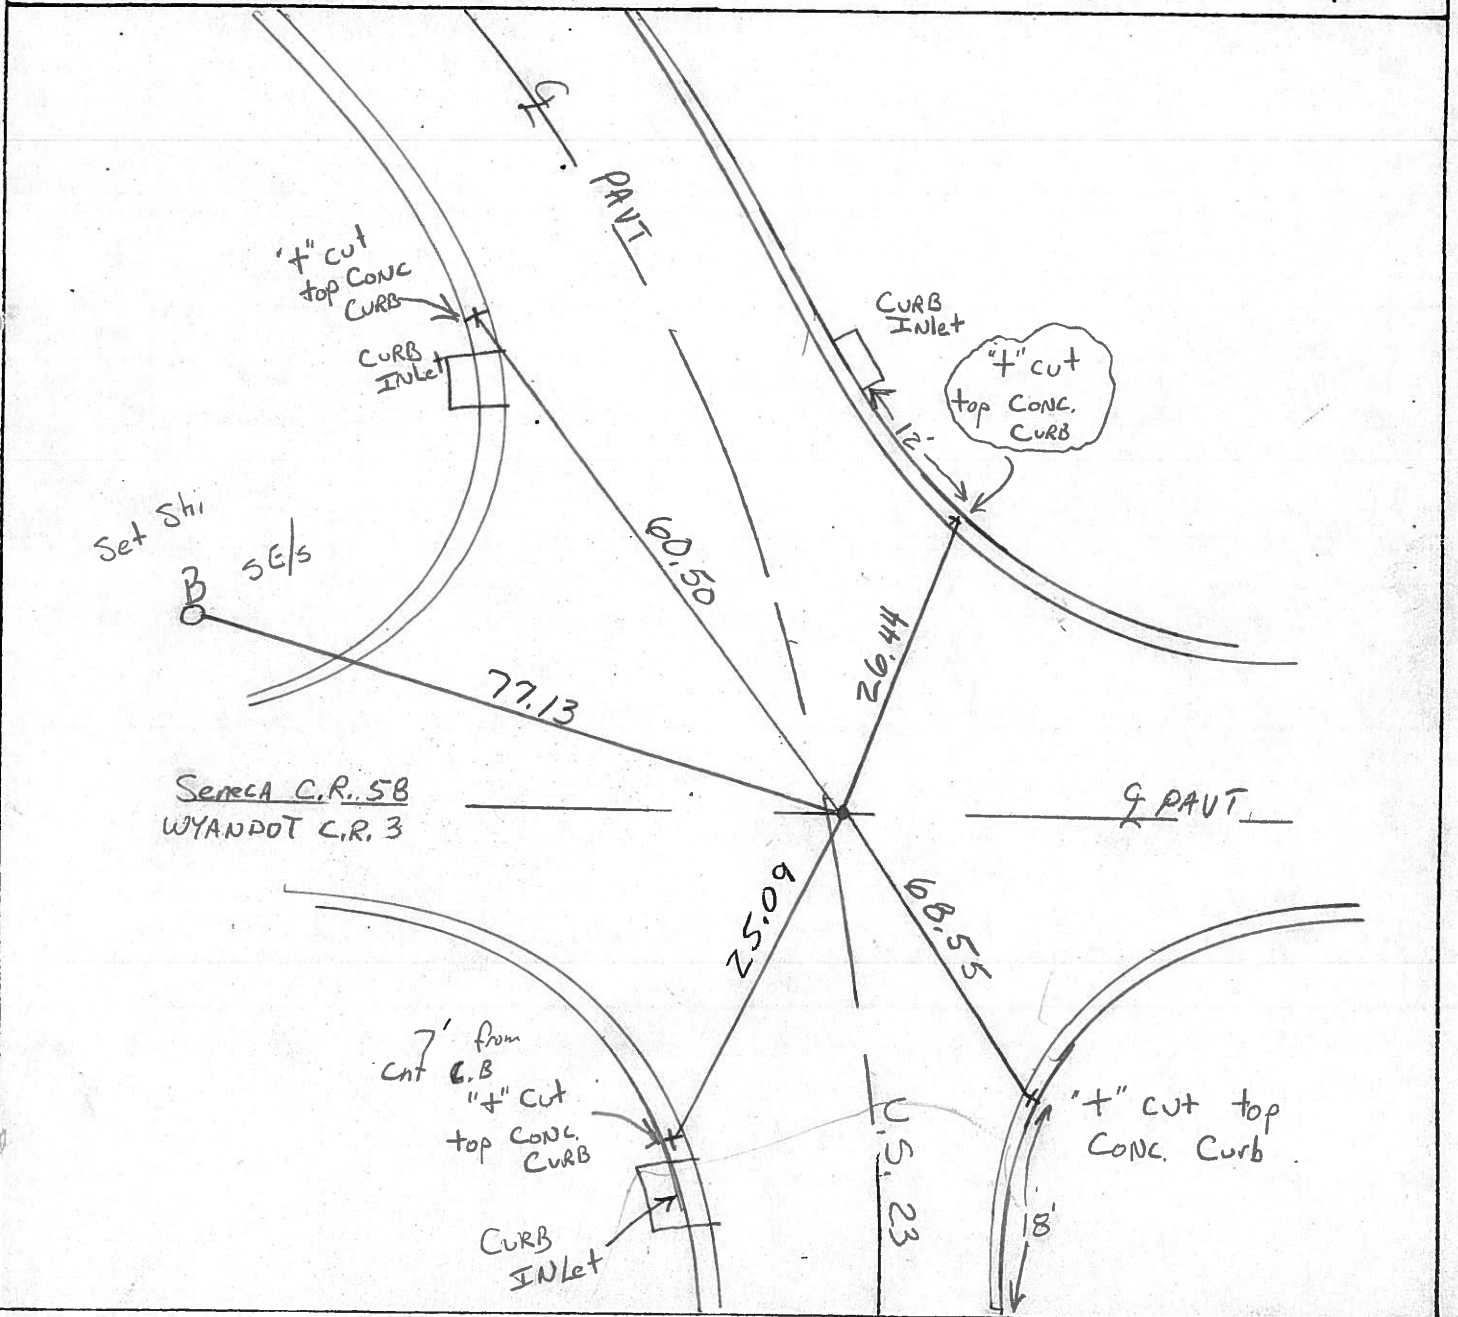 ℄
PAVT
"+" cut
top CONC
CURB
CURB
INLet
CURB
INlet
"+" cut
top CONC.
CURB
12'
Set
SE/S
B
60.50
26.44
77.13
SenecA C.R. 58
WYANDOT C.R. 3
℄ PAVT
25.09
68.55
7' from
Cnt C.B
"+" Cut
top CONC.
CURB
CURB
INLet
U.S. 23
"+" cut top
CONC. Curb
18'